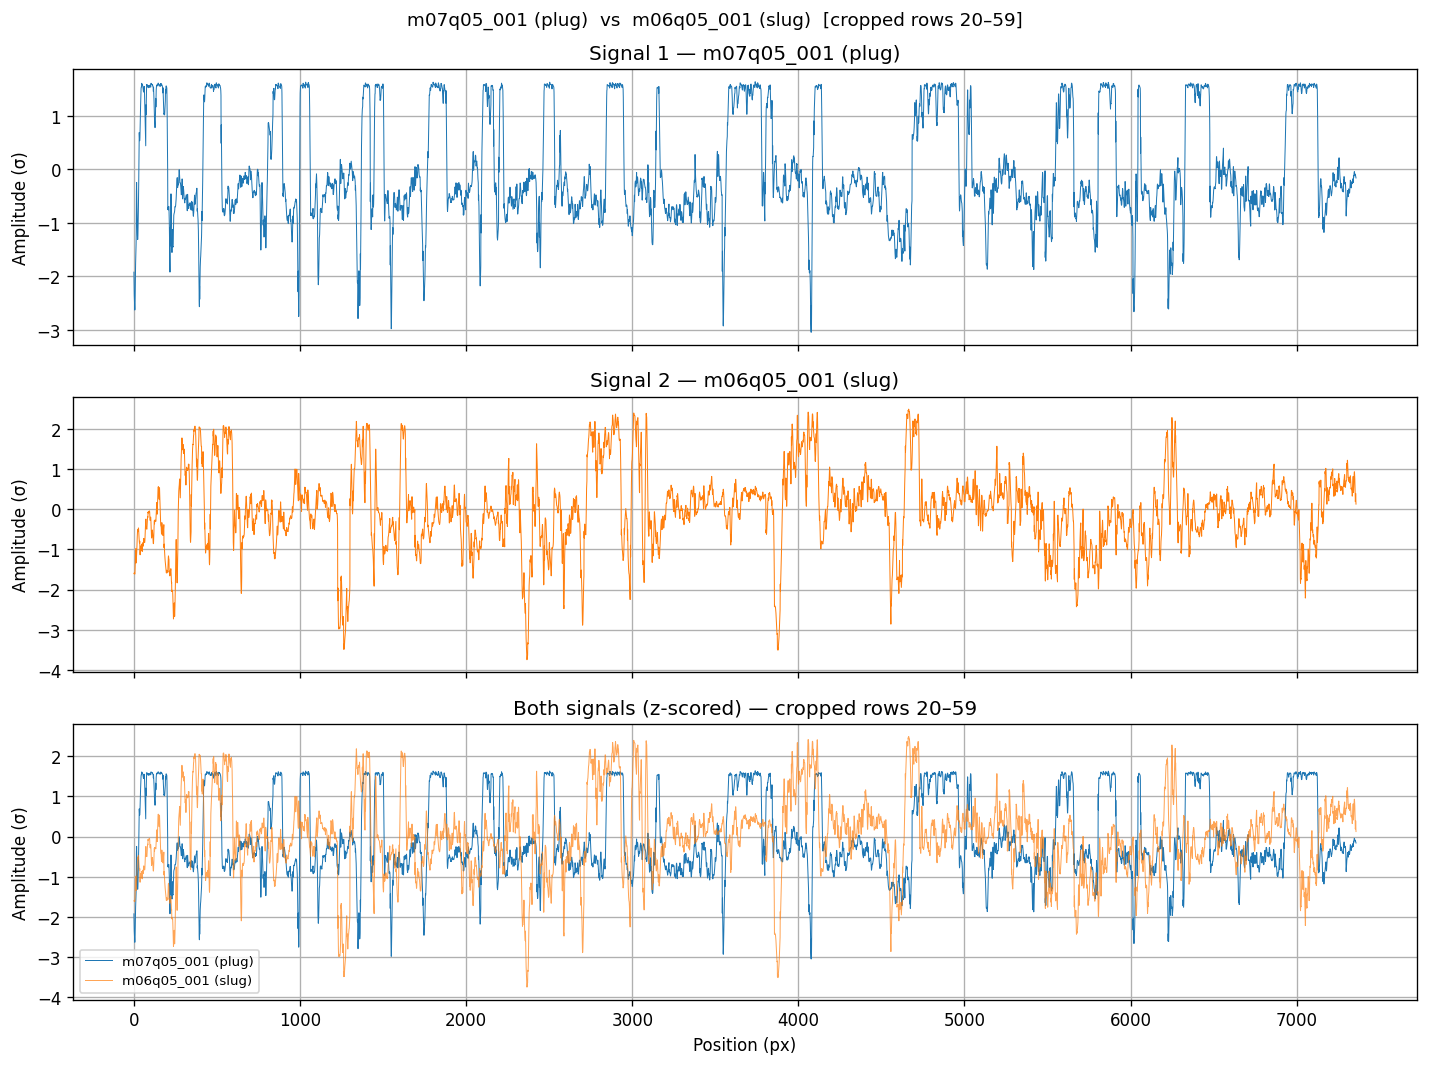 m07q05_001 (plug)  vs  m06q05_001 (slug)  [cropped rows 20–59]
Signal 1 — m07q05_001 (plug)
Amplitude (σ)
1
0
−1
−2
−3
Signal 2 — m06q05_001 (slug)
Amplitude (σ)
2
1
0
−1
−2
−3
−4
Both signals (z-scored) — cropped rows 20–59
Amplitude (σ)
2
1
0
−1
−2
−3
−4
m07q05_001 (plug)
m06q05_001 (slug)
0 1000 2000 3000 4000 5000 6000 7000
Position (px)